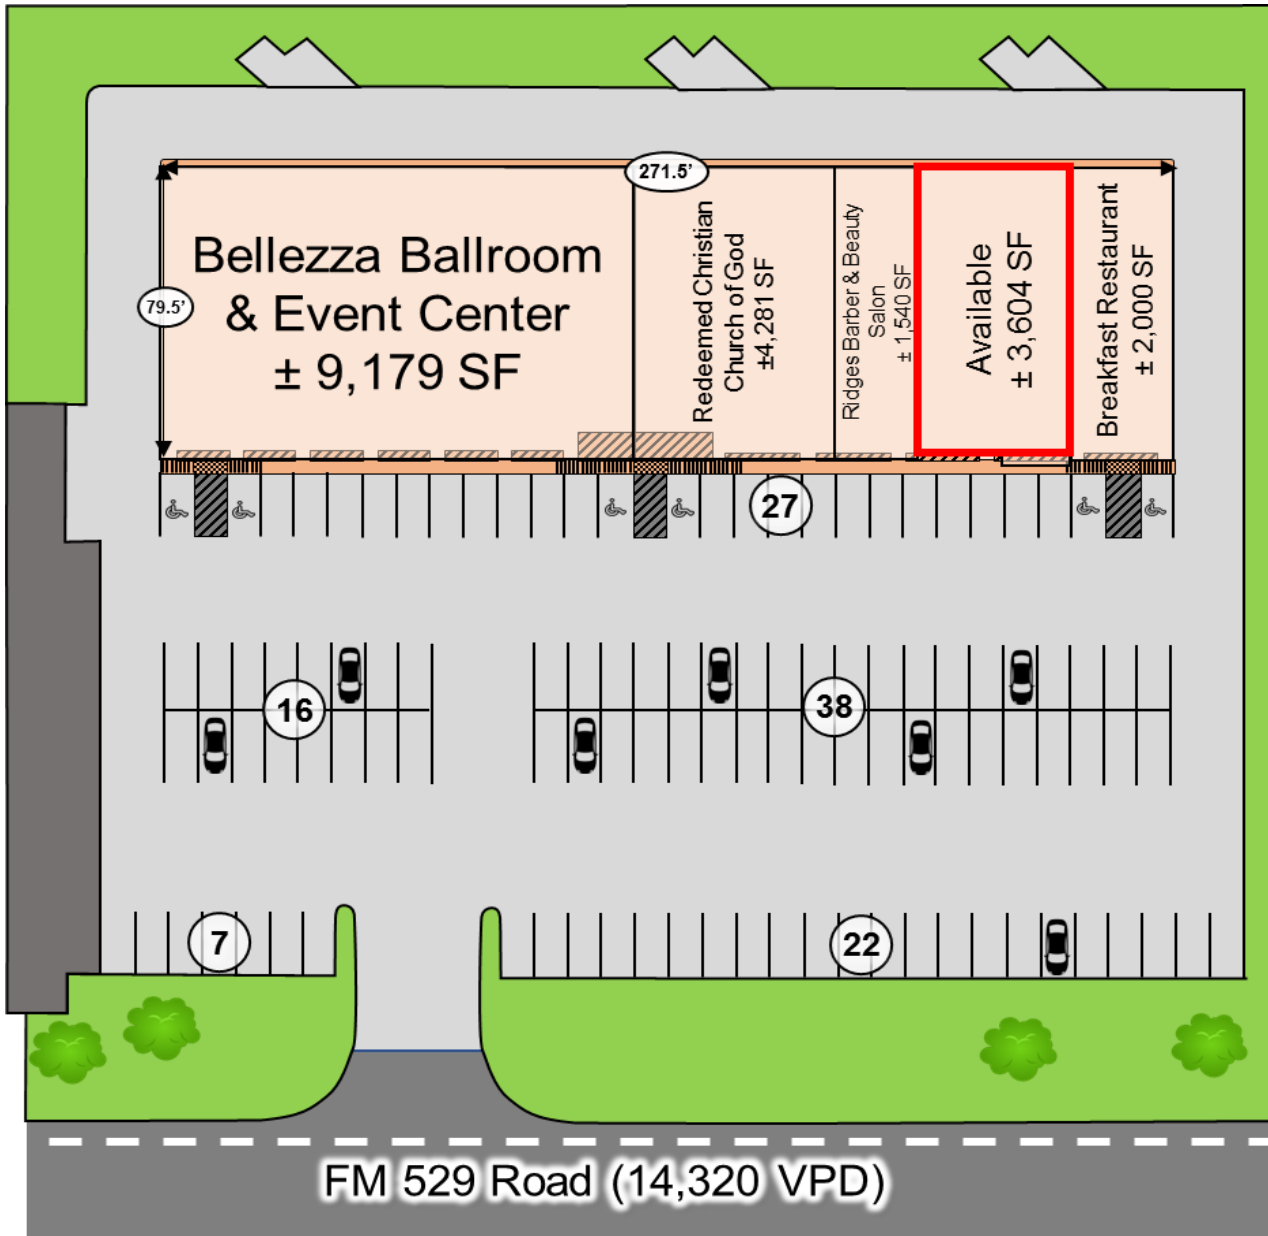 271.5’
79.5’
Bellezza Ballroom
& Event Center
± 9,179 SF
Redeemed Christian
Church of God
±4,281 SF
Ridges Barber & Beauty
Salon
± 1,540 SF
Available
± 3,604 SF
Breakfast Restaurant
± 2,000 SF
27
16
38
7
22
FM 529 Road (14,320 VPD)